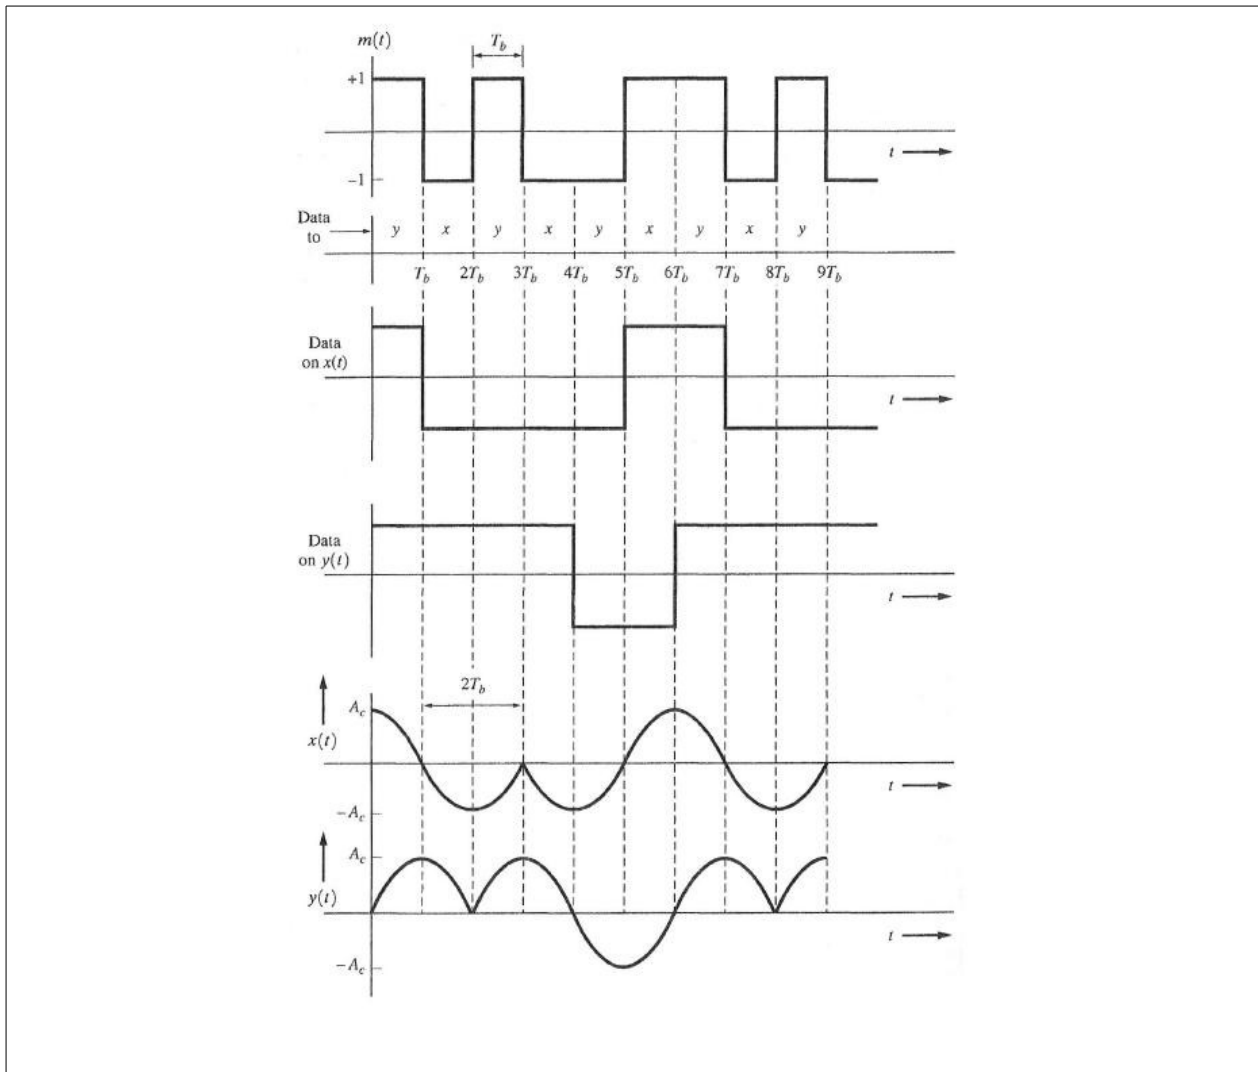 m(t)
T_b
+1
t
−1
Data to
y x y x y x y x y
T_b 2T_b 3T_b 4T_b 5T_b 6T_b 7T_b 8T_b 9T_b
Data on x(t)
t
Data on y(t)
t
2T_b
A_c
x(t)
t
−A_c
A_c
y(t)
t
−A_c